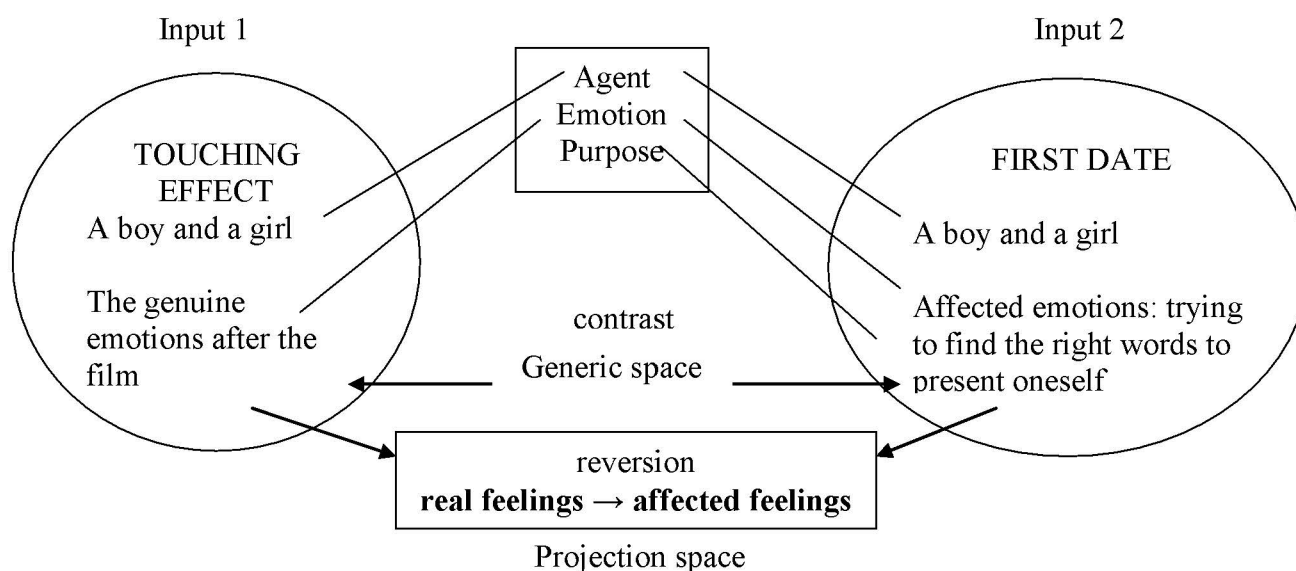 Input 1
Input 2
Agent
Emotion
Purpose
TOUCHING
EFFECT
A boy and a girl
The genuine
emotions after the
film
FIRST DATE
A boy and a girl
Affected emotions: trying
to find the right words to
present oneself
contrast
Generic space
reversion
real feelings → affected feelings
Projection space